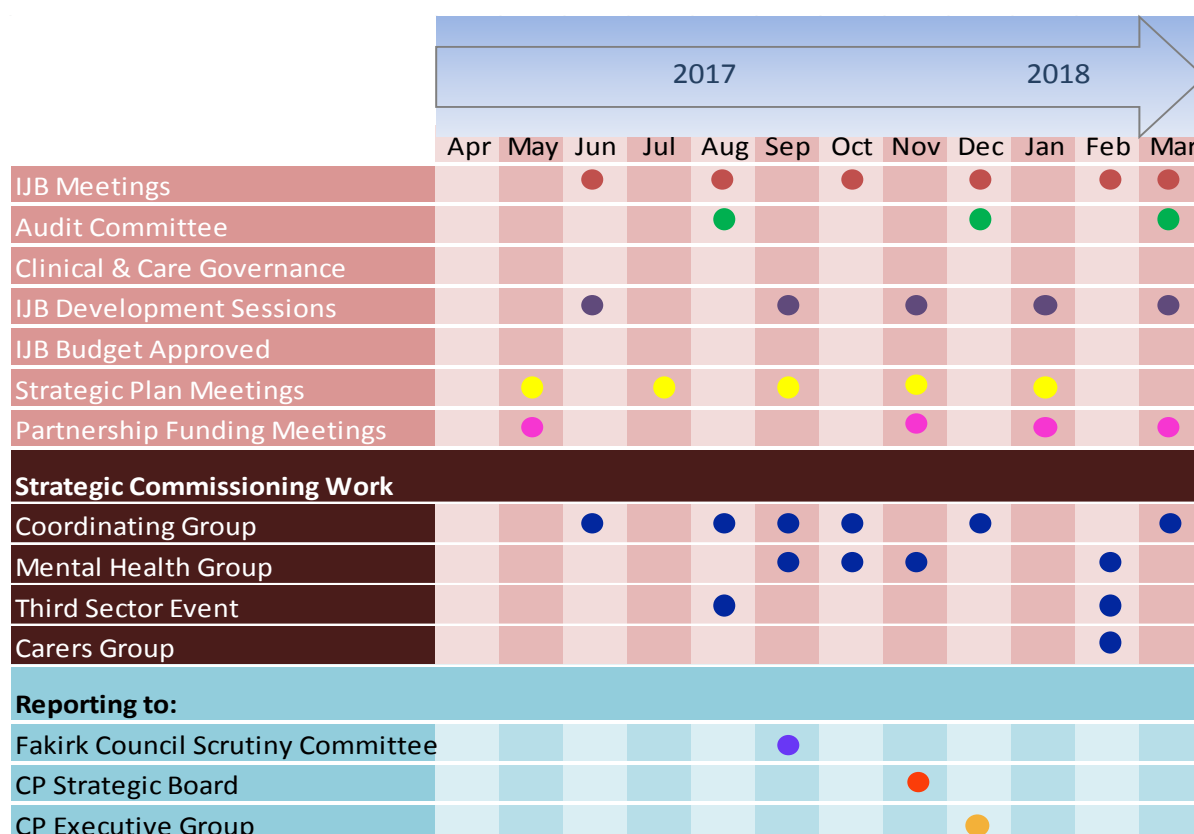 2017 2018
Apr May Jun Jul Aug Sep Oct Nov Dec Jan Feb Mar
IJB Meetings
Audit Committee
Clinical & Care Governance
IJB Development Sessions
IJB Budget Approved
Strategic Plan Meetings
Partnership Funding Meetings
Strategic Commissioning Work
Coordinating Group
Mental Health Group
Third Sector Event
Carers Group
Reporting to:
Fakirk Council Scrutiny Committee
CP Strategic Board
CP Executive Group